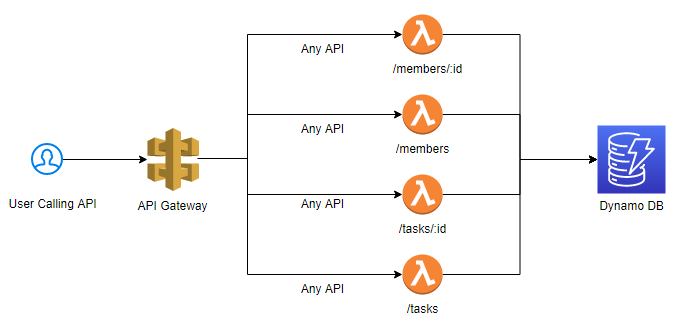 Any API
/members/:id
Any API
/members
User Calling API
API Gateway
Any API
/tasks/:id
Dynamo DB
Any API
/tasks